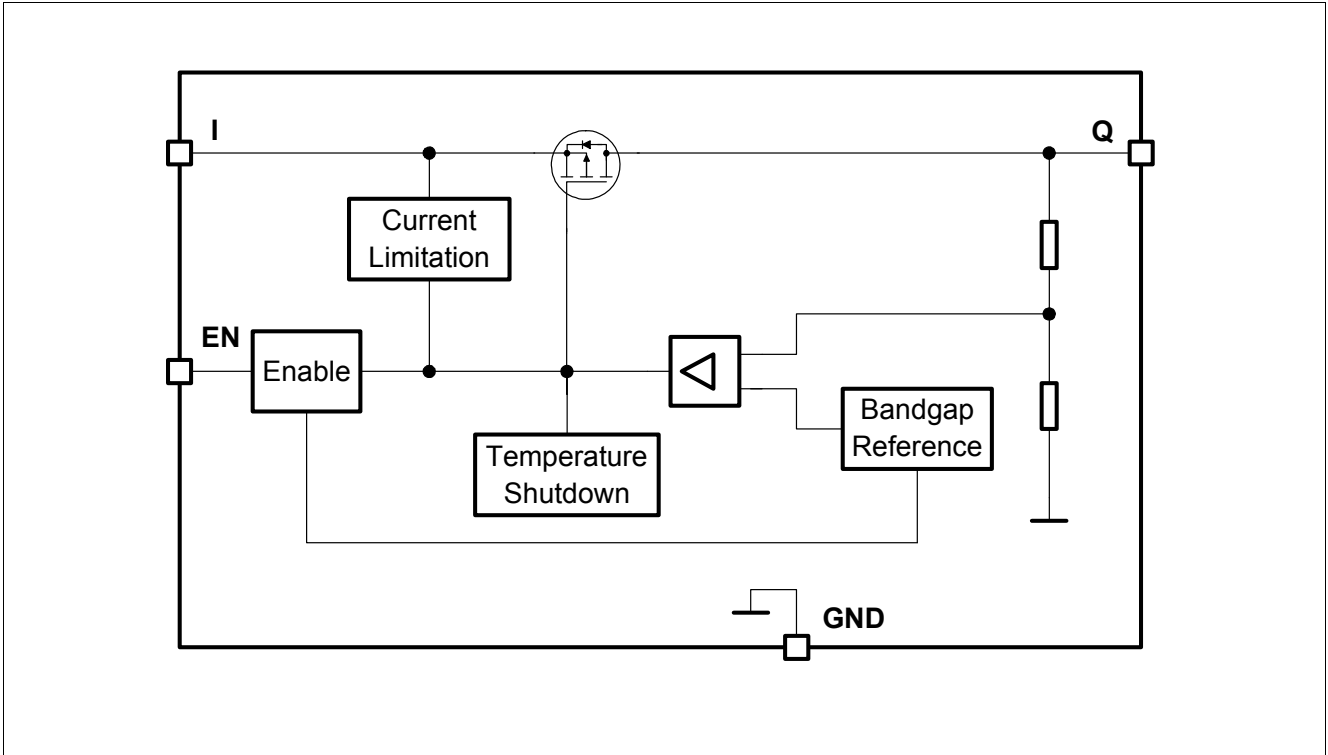 I
Q
Current
Limitation
EN
Enable
Bandgap
Reference
Temperature
Shutdown
GND